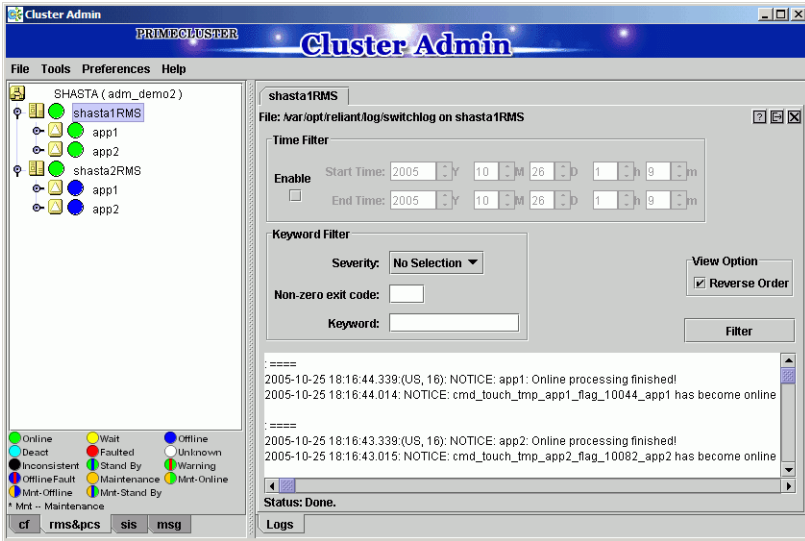 Cluster Admin
PRIMECLUSTER
Cluster Admin
File Tools Preferences Help
SHASTA ( adm_demo2 )
shasta1RMS
app1
app2
shasta2RMS
app1
app2
Online Wait Offline
Deact Faulted Unknown
Inconsistent Stand By Warning
OfflineFault Maintenance Mnt-Online
Mnt-Offline Mnt-Stand By
* Mnt -- Maintenance
cf rms&pcs sis msg
shasta1RMS
File: /var/opt/reliant/log/switchlog on shasta1RMS
Time Filter
Enable
Start Time: 2005 Y 10 M 26 D 1 h 9 m
End Time: 2005 Y 10 M 26 D 1 h 9 m
Keyword Filter
Severity: No Selection
Non-zero exit code:
Keyword:
View Option
Reverse Order
Filter
: ====
2005-10-25 18:16:44.339:(US, 16): NOTICE: app1: Online processing finished!
2005-10-25 18:16:44.014: NOTICE: cmd_touch_tmp_app1_flag_10044_app1 has become online
: ====
2005-10-25 18:16:43.339:(US, 16): NOTICE: app2: Online processing finished!
2005-10-25 18:16:43.015: NOTICE: cmd_touch_tmp_app2_flag_10082_app2 has become online
Status: Done.
Logs